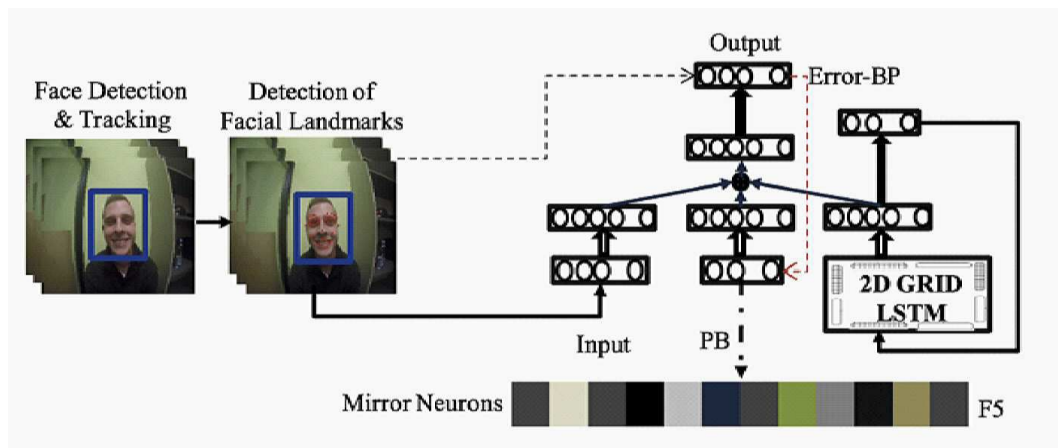 Face Detection
& Tracking
Detection of
Facial Landmarks
Output
Error-BP
2D GRID
LSTM
Input
PB
Mirror Neurons
F5